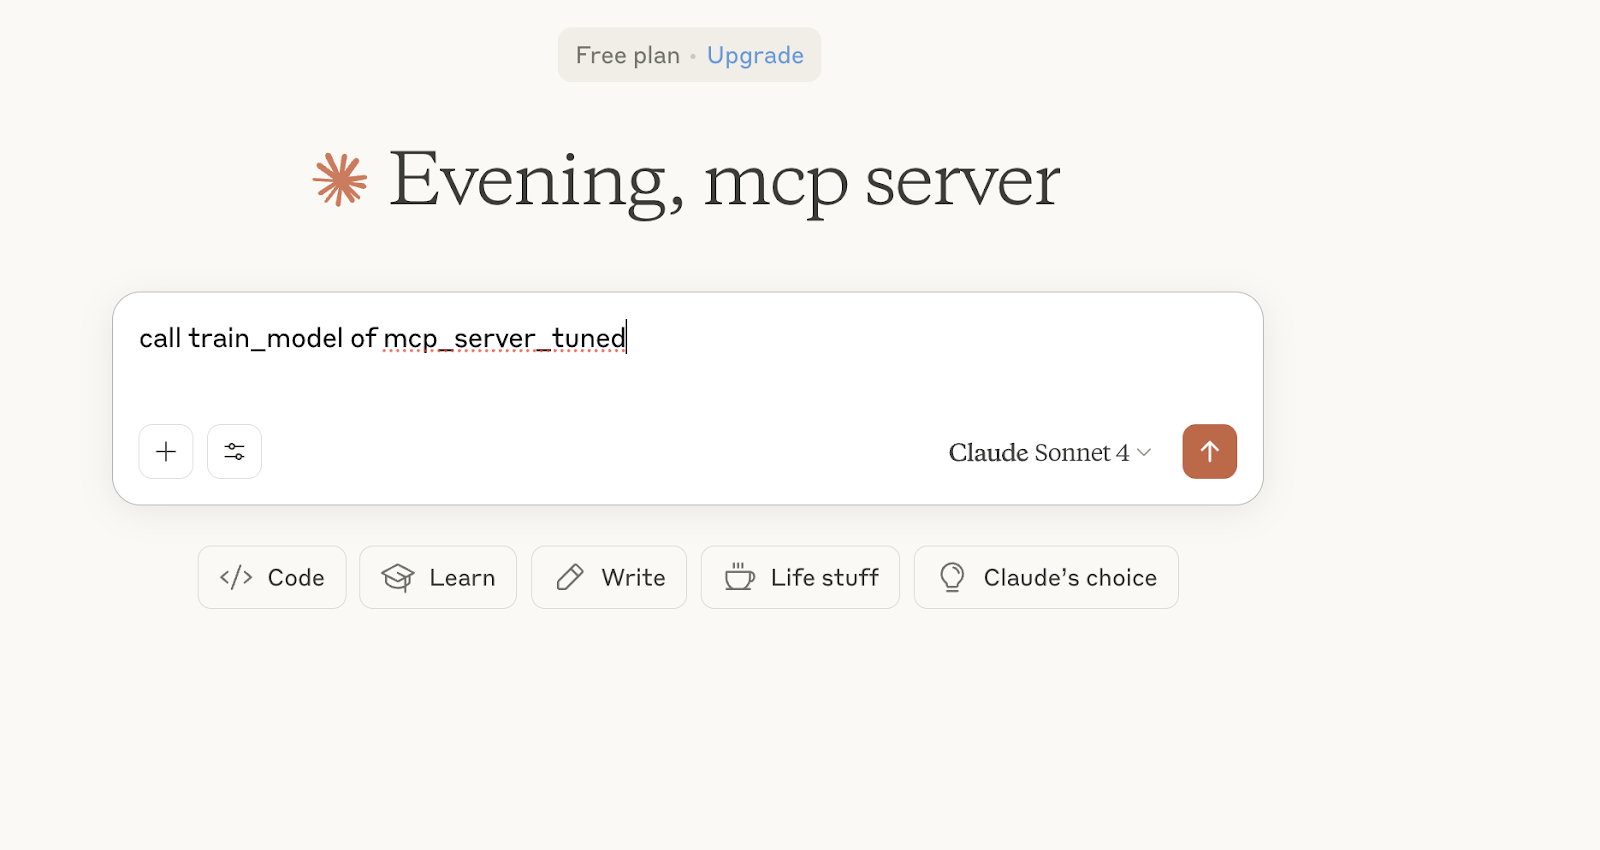 Free plan • Upgrade
Evening, mcp server
call train_model of mcp_server_tuned
Claude Sonnet 4
</> Code
Learn
Write
Life stuff
Claude’s choice